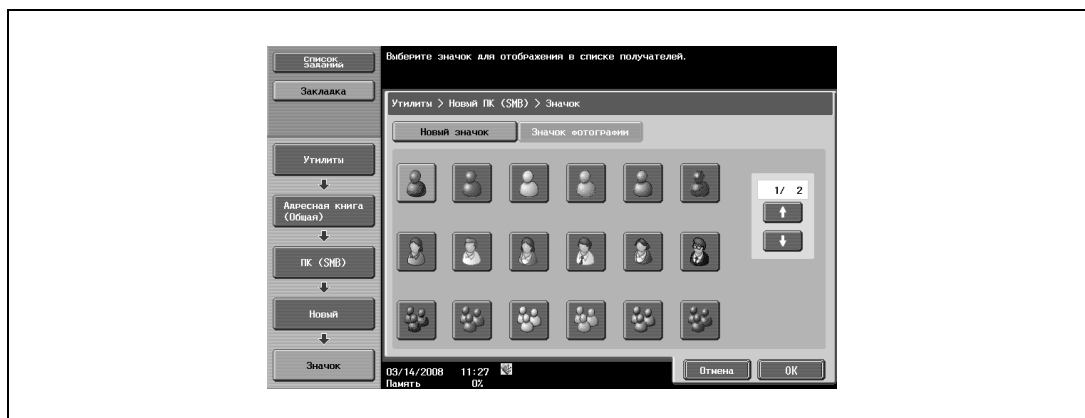 Список
заданий
Закладка
Утилиты
Адресная книга
(Общая)
ПК (SMB)
Новый
Значок
Выберите значок для отображения в списке получателей.
Утилиты > Новый ПК (SMB) > Значок
Новый значок
Значок фотографии
1/ 2
03/14/2008 11:27
Память 0%
Отмена
OK